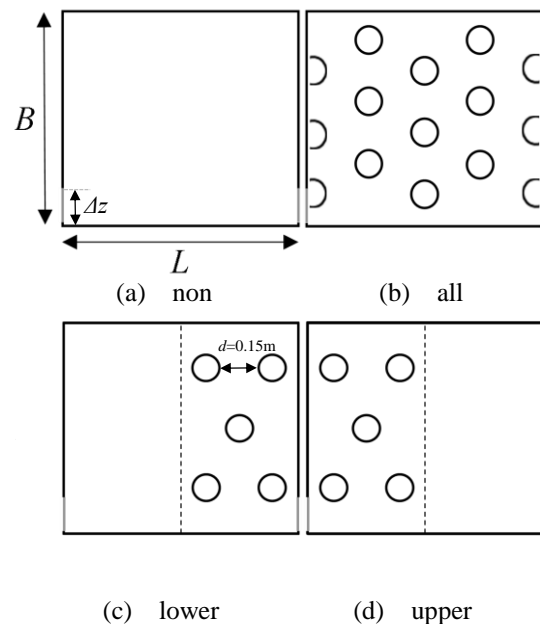 B
Δz
L
(a) non
(b) all
d=0.15m
(c) lower
(d) upper